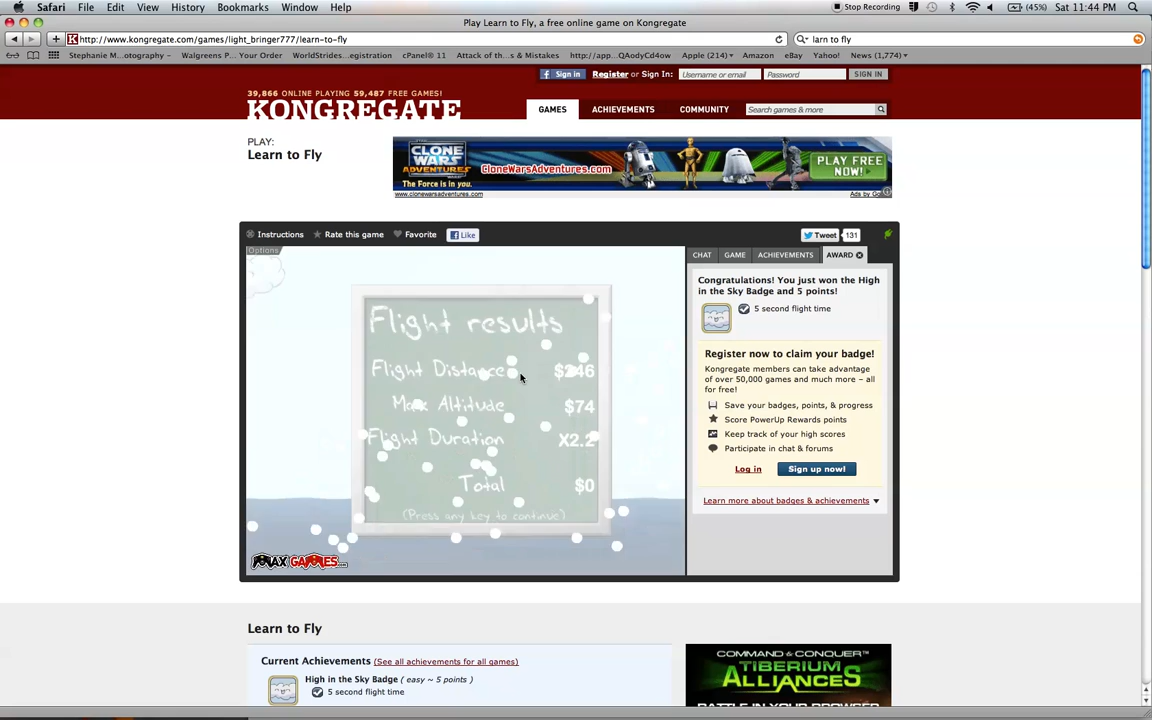 Safari File Edit View History Bookmarks Window Help Stop Recording (45%) Sat 11:44 PM
Play Learn to Fly, a free online game on Kongregate
http://www.kongregate.com/games/light_bringer777/learn-to-fly larn to fly
Stephanie M...otography Walgreens P... Your Order WorldStrides...egistration cPanel® 11 Attack of th...s & Mistakes http://app...QAodyCd4ow Apple (214) Amazon eBay Yahoo! News (1,774)
Sign in Register or Sign In: Username or email Password SIGN IN
39,866 ONLINE PLAYING 59,487 FREE GAMES!
KONGREGATE
GAMES ACHIEVEMENTS COMMUNITY Search games & more
PLAY:
Learn to Fly
CLONE WARS ADVENTURES
The Force is in you.
CloneWarsAdventures.com
PLAY FREE NOW!
www.clonewarsadventures.com
Instructions Rate this game Favorite Like Tweet 131
Options
CHAT GAME ACHIEVEMENTS AWARD
Flight results
Flight Distance $246
Max Altitude $74
Flight Duration X2.2
Total $0
(Press any key to continue)
MAX GAMES.com
Congratulations! You just won the High
in the Sky Badge and 5 points!
5 second flight time
Register now to claim your badge!
Kongregate members can take advantage
of over 50,000 games and much more – all
for free!
Save your badges, points, & progress
Score PowerUp Rewards points
Keep track of your high scores
Participate in chat & forums
Log in Sign up now!
Learn more about badges & achievements
Learn to Fly
Current Achievements (See all achievements for all games)
High in the Sky Badge ( easy ~ 5 points )
5 second flight time
COMMAND & CONQUER™
TIBERIUM
ALLIANCES